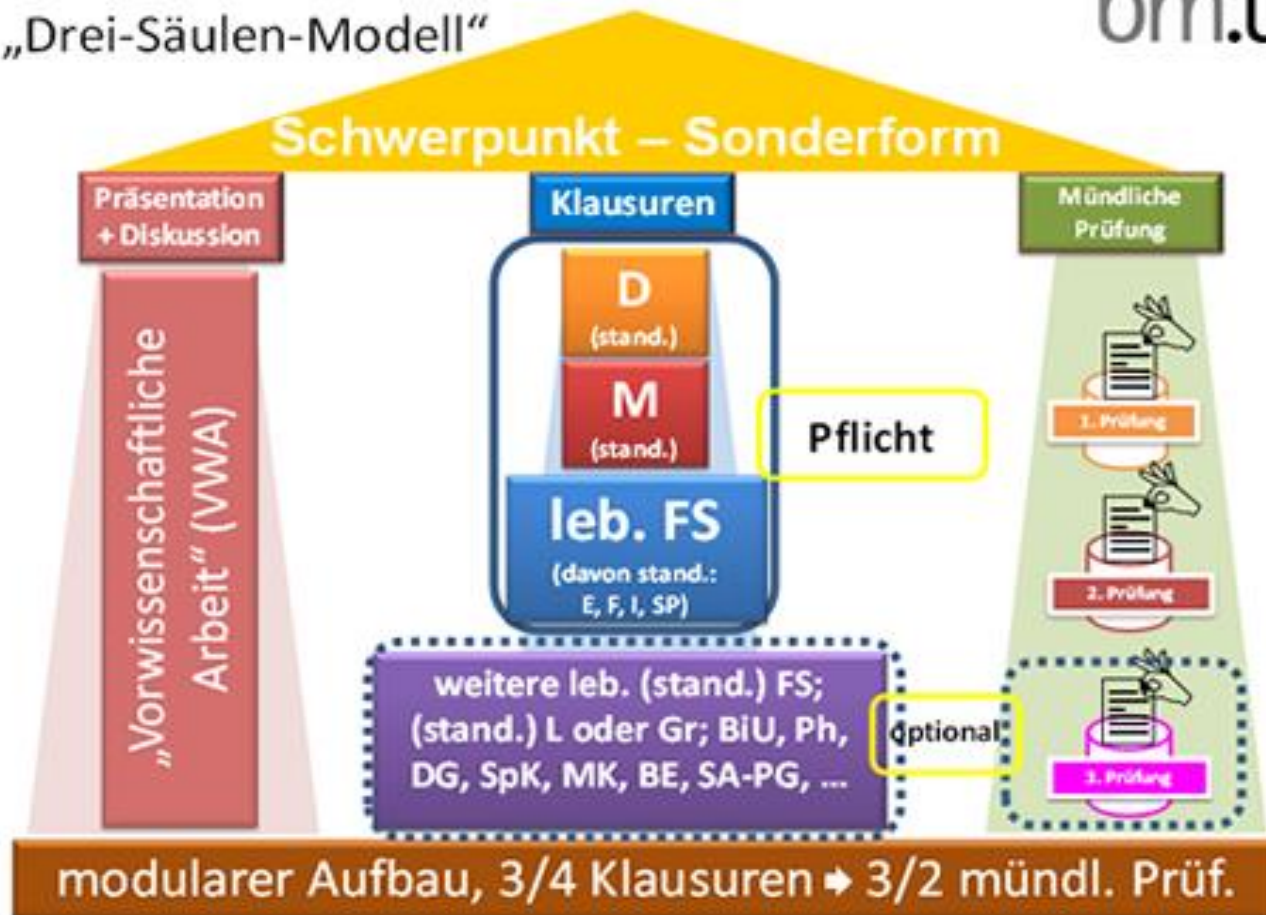 „Drei-Säulen-Modell“
Schwerpunkt – Sonderform
Präsentation
+ Diskussion
„Vorwissenschaftliche
Arbeit“ (VWA)
Klausuren
D
(stand.)
M
(stand.)
leb. FS
(davon stand.:
E, F, I, SP)
Pflicht
weitere leb. (stand.) FS;
(stand.) L oder Gr; BiU, Ph,
DG, SpK, MK, BE, SA-PG, ...
optional
Mündliche
Prüfung
1. Prüfung
2. Prüfung
3. Prüfung
modularer Aufbau, 3/4 Klausuren ➧ 3/2 mündl. Prüf.